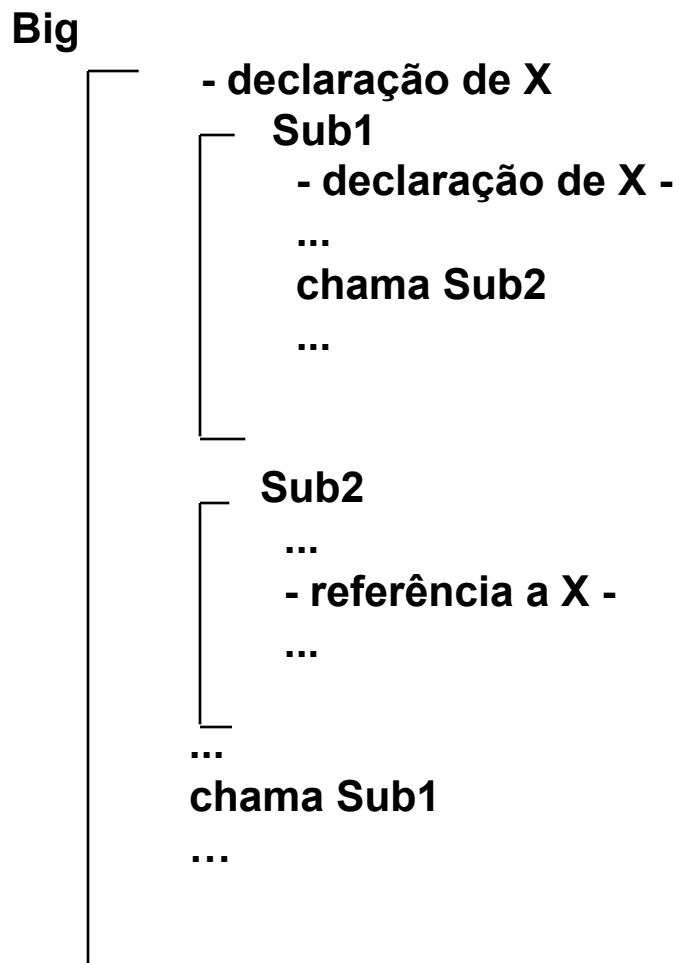 Big
- declaração de X
Sub1
- declaração de X -
...
chama Sub2
...
Sub2
...
- referência a X -
...
...
chama Sub1
…